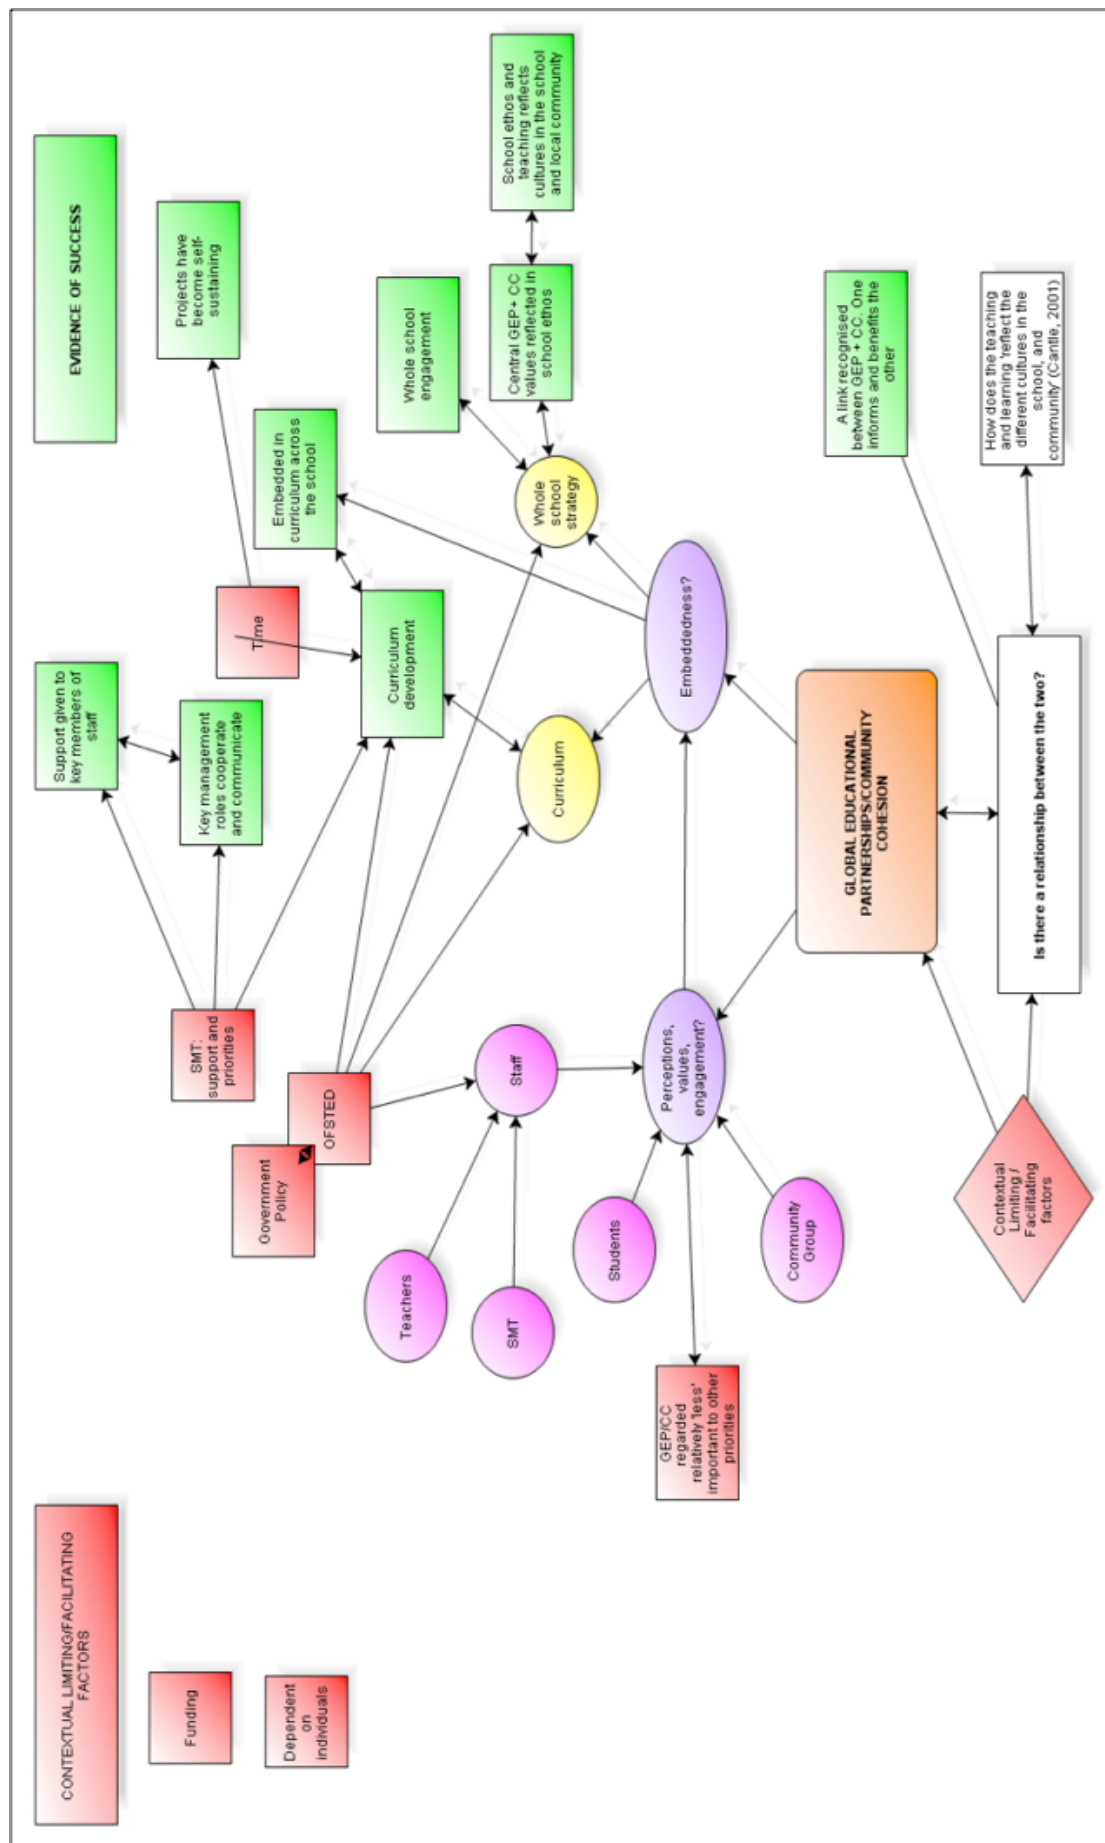 CONTEXTUAL LIMITING/FACILITATING
FACTORS
EVIDENCE OF SUCCESS
Funding
Dependent
on
individuals
SMT:
support and
priorities
Support given to
key members of
staff
Key management
roles cooperate
and communicate
Projects have
become self-
sustaining
Government
Policy
OFSTED
Time
Embedded in
curriculum across
the school
Curriculum
development
Whole school
engagement
Teachers
SMT
Staff
Curriculum
Whole
school
strategy
Central GEP+ CC
values reflected in
school ethos
School ethos and
teaching reflects
cultures in the school
and local community
Students
GEP/CC
regarded
relatively 'less'
important to other
priorities
Perceptions,
values,
engagement?
Embeddedness?
Community
Group
GLOBAL EDUCATIONAL
PARTNERSHIPS/COMMUNITY
COHESION
A link recognised
between GEP + CC. One
informs and benefits the
other
Contextual
Limiting /
Facilitating
factors
Is there a relationship between the two?
How does the teaching
and learning 'reflect the
different cultures in the
school, and
community' (Cantle, 2001)